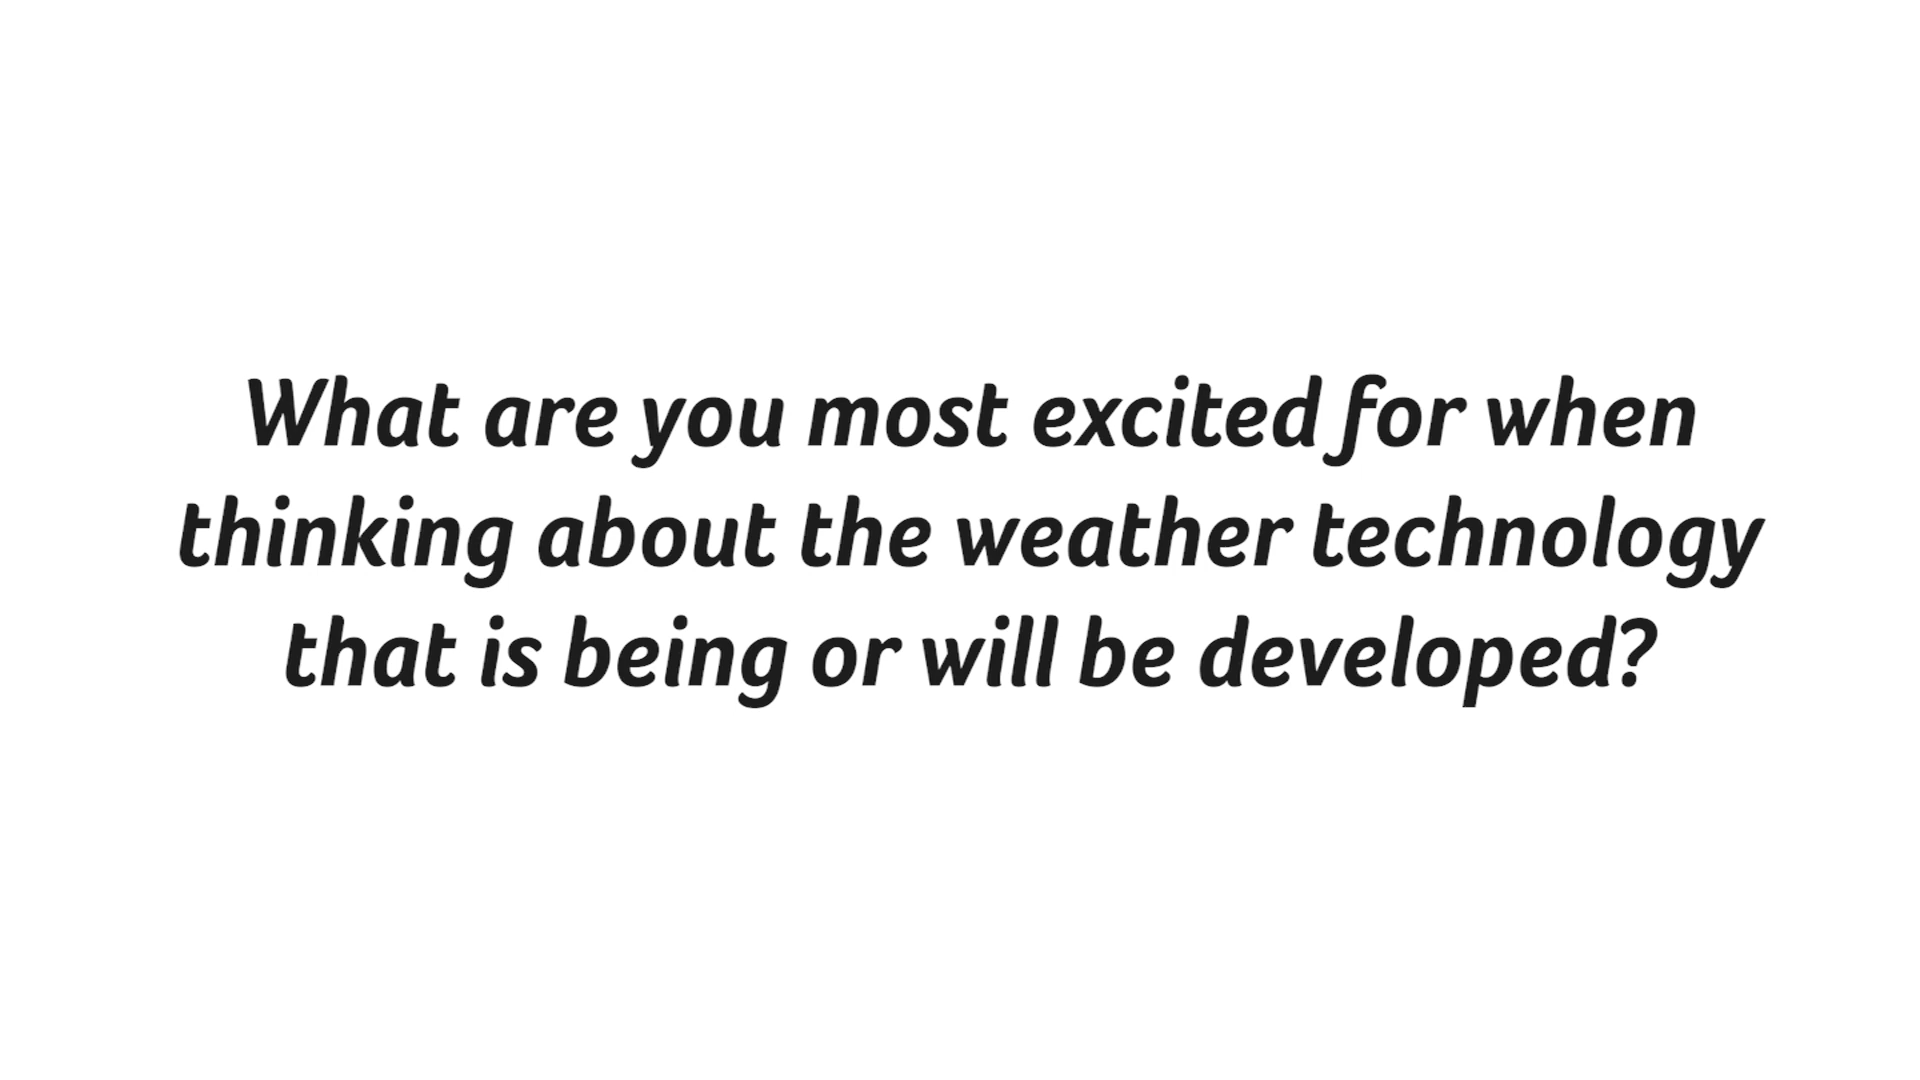 What are you most excited for when
thinking about the weather technology
that is being or will be developed?